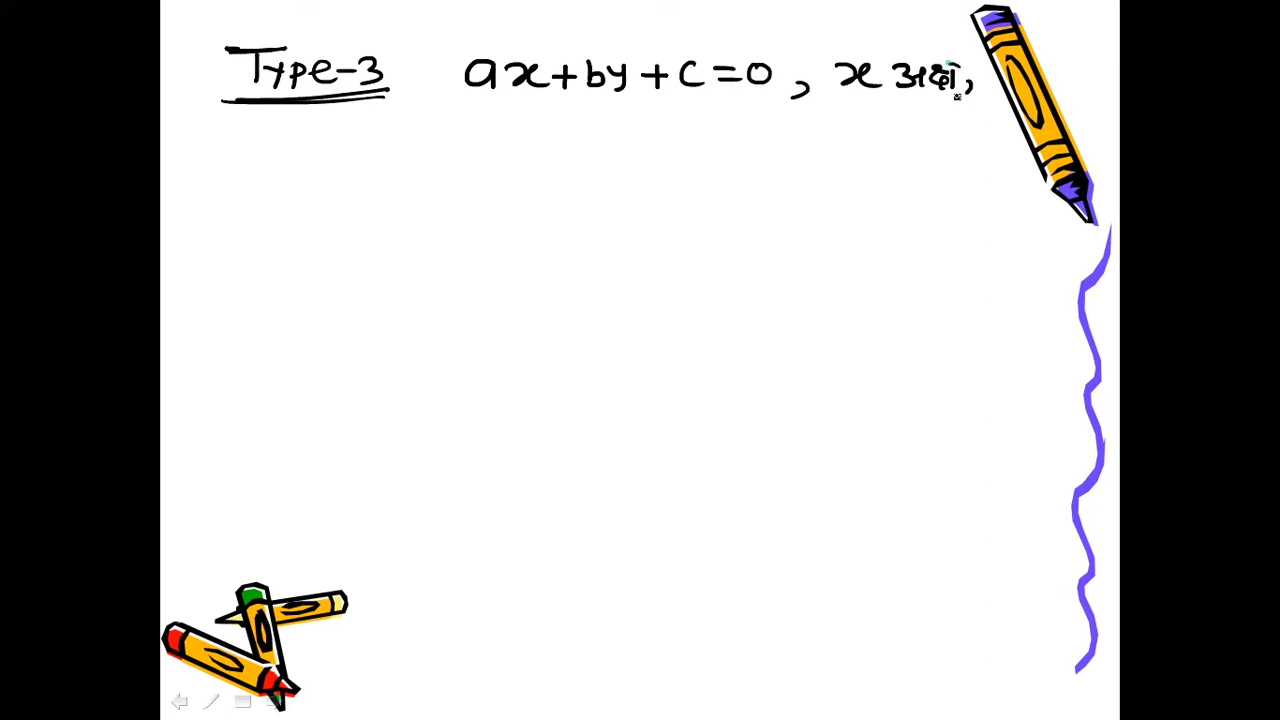 Type-3 ax+by+c=0, x अक्ष,